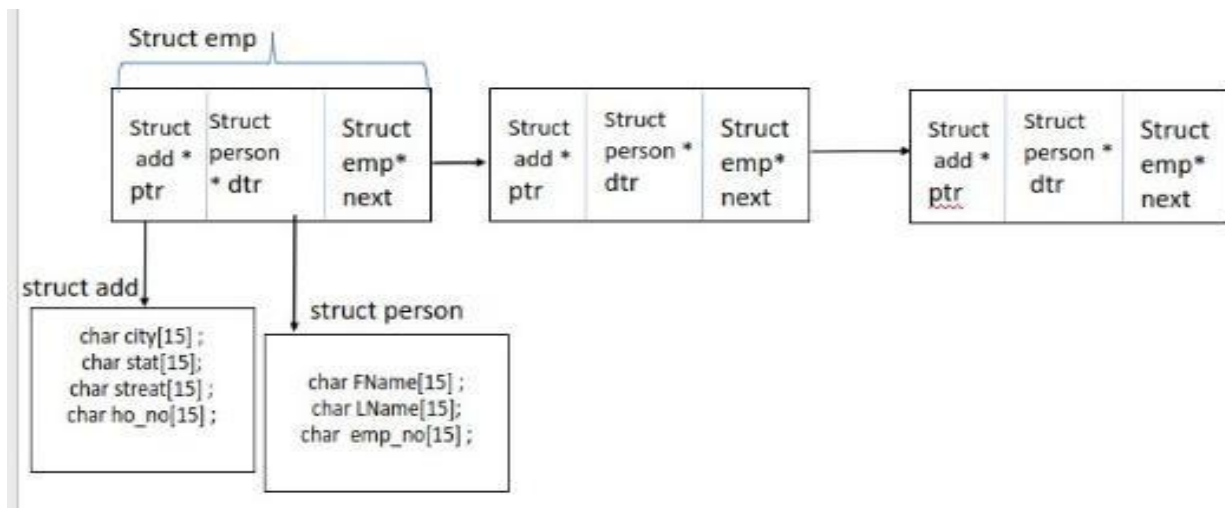 Struct emp
Struct
add *
ptr
Struct
person
* dtr
Struct
emp*
next
Struct
add *
ptr
Struct
person *
dtr
Struct
emp*
next
Struct
add *
ptr
Struct
person *
dtr
Struct
emp*
next
struct add
char city[15] ;
char stat[15];
char streat[15] ;
char ho_no[15] ;
struct person
char FName[15] ;
char LName[15];
char emp_no[15] ;